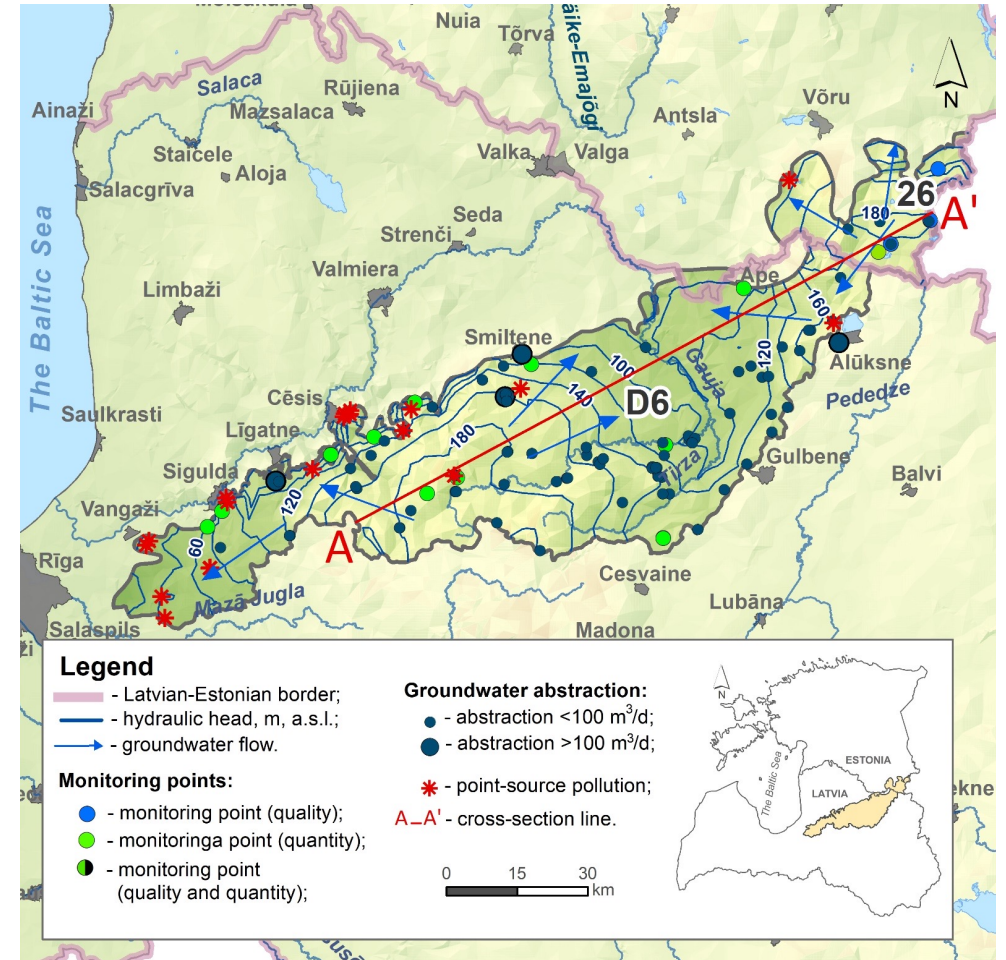 Nuia
Tõrva
äike-Emajõgi
N
Ainaži
Salaca
Rūjiena
Mazsalaca
Võru
Antsla
Staicele
Aloja
Valka
Valga
Salacgrīva
The Baltic Sea
Seda
Strenči
26
180
A'
Limbaži
Valmiera
Ape
160
Smiltene
Alūksne
100
120
Gauja
Pededze
Cēsis
140
D6
Saulkrasti
Līgatne
180
Sigulda
Gulbene
Balvi
Tirza
Vangaži
120
60
A
Rīga
Cesvaine
Mazā Jugla
Lubāna
Salaspils
Madona
Legend
- Latvian-Estonian border;
- hydraulic head, m, a.s.l.;
- groundwater flow.
Monitoring points:
- monitoring point (quality);
- monitoringa point (quantity);
- monitoring point
(quality and quantity);
Groundwater abstraction:
- abstraction <100 m³/d;
- abstraction >100 m³/d;
- point-source pollution;
A_A' - cross-section line.
0 15 30
km
N
The Baltic Sea
ESTONIA
LATVIA
ekne